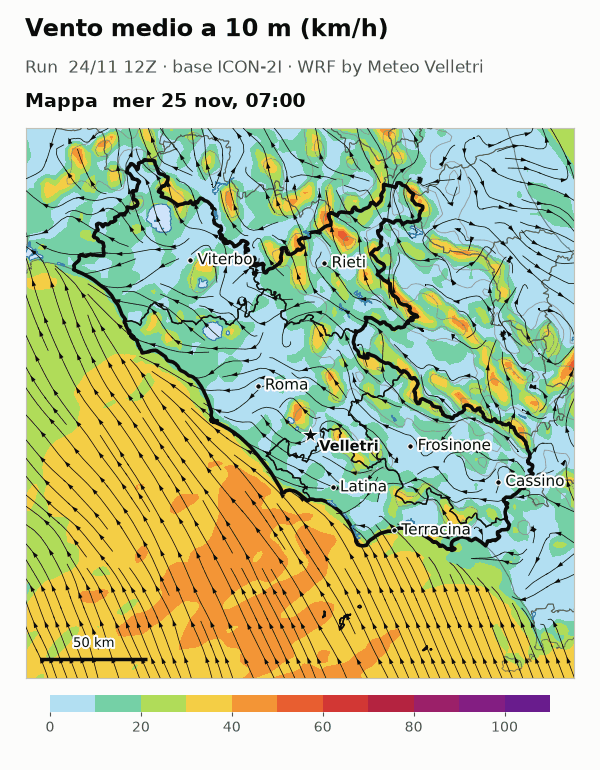 Vento medio a 10 m (km/h)
Run  24/11 12Z · base ICON-2I · WRF by Meteo Velletri
Mappa  mer 25 nov, 07:00
Viterbo
Rieti
Roma
Velletri
Frosinone
Latina
Cassino
Terracina
50 km
0 20 40 60 80 100